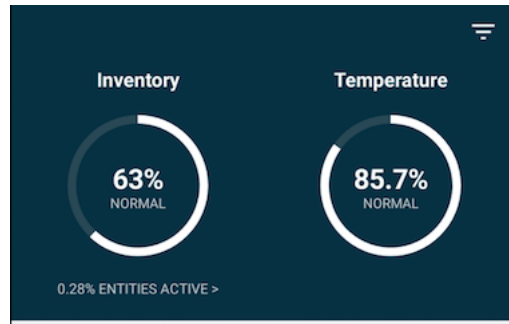 Inventory
Temperature
63%
NORMAL
85.7%
NORMAL
0.28% ENTITIES ACTIVE >